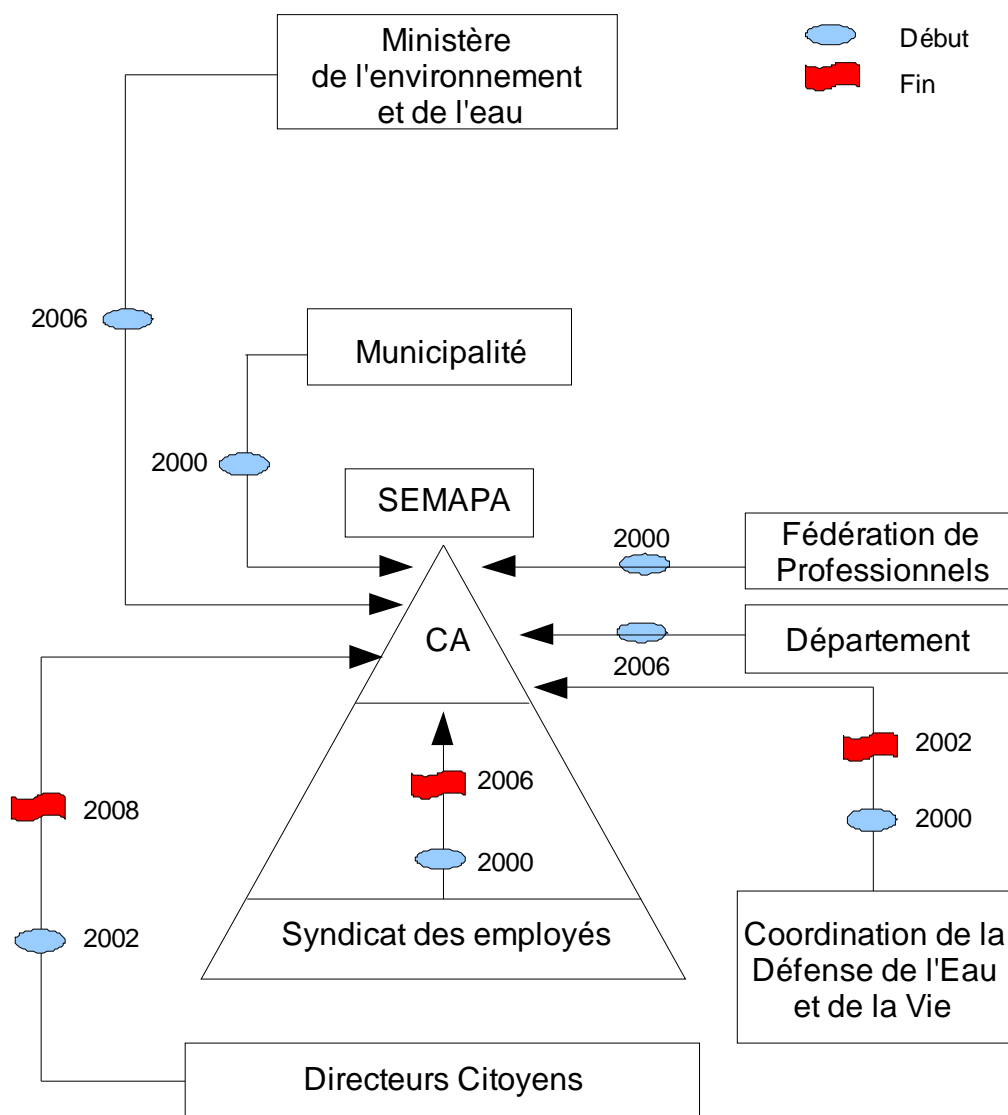 Ministère
de l'environnement
et de l'eau
Début
Fin
2006
Municipalité
2000
SEMAPA
2000
Fédération de
Professionnels
CA
Département
2006
2002
2006
2008
2000
2000
2002
Syndicat des employés
Coordination de la
Défense de l'Eau
et de la Vie
Directeurs Citoyens